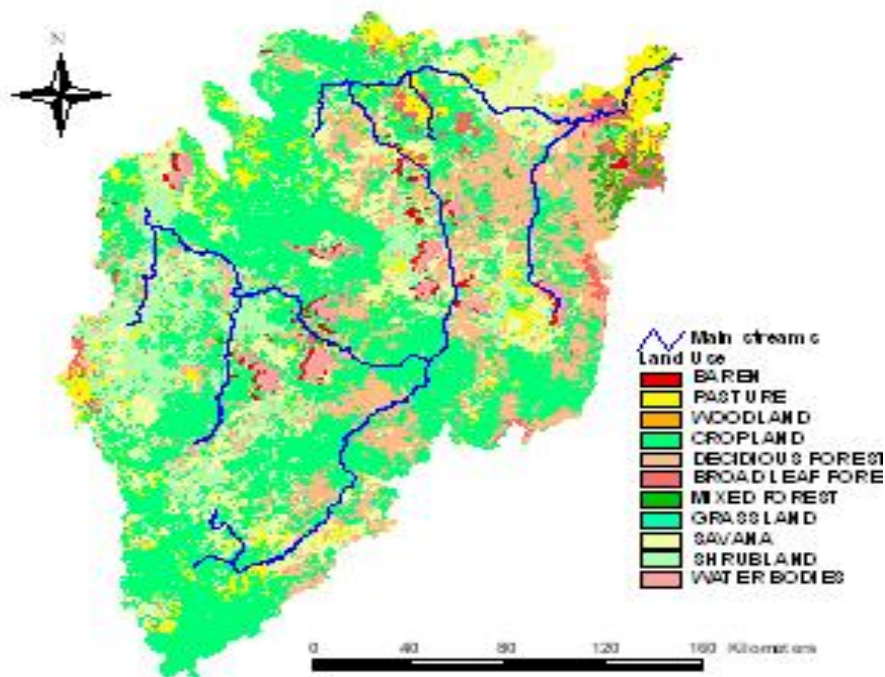 N
Main streams
Land Use
BAREN
PASTURE
WOODLAND
CROPLAND
DECIDIOUS FOREST
BROADLEAF FORE
MIXED FOREST
GRASSLAND
SAVANA
SHRUBLAND
WATER BODIES
0 40 80 120 160 Kilometers